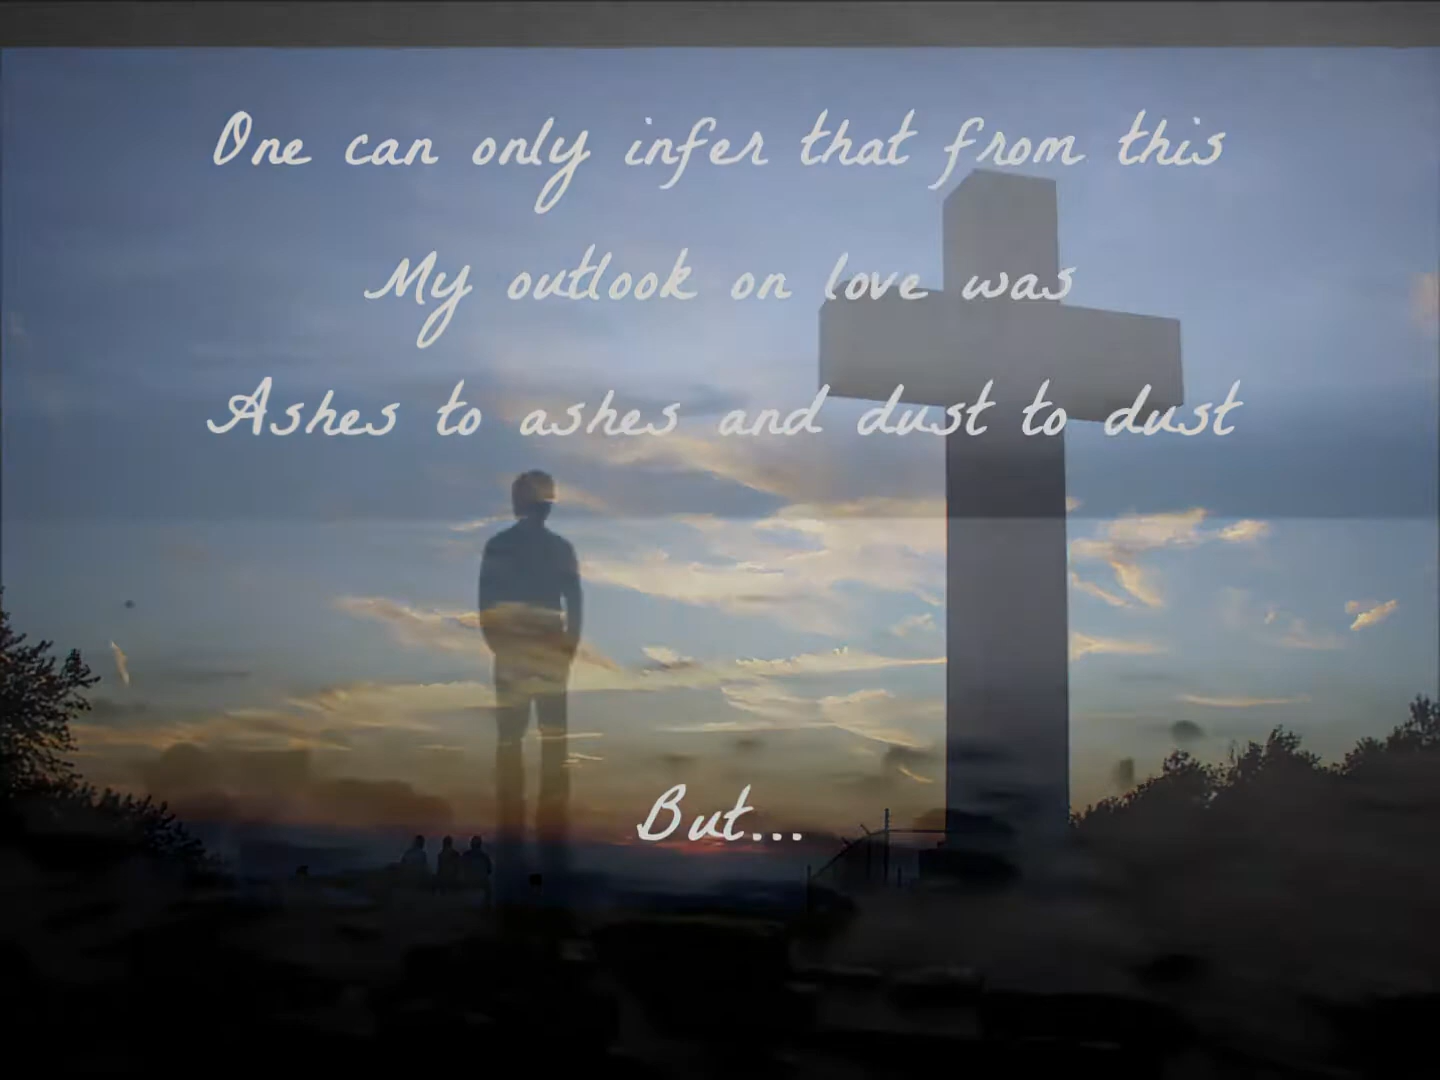 One can only infer that from this
My outlook on love was
Ashes to ashes and dust to dust
But...